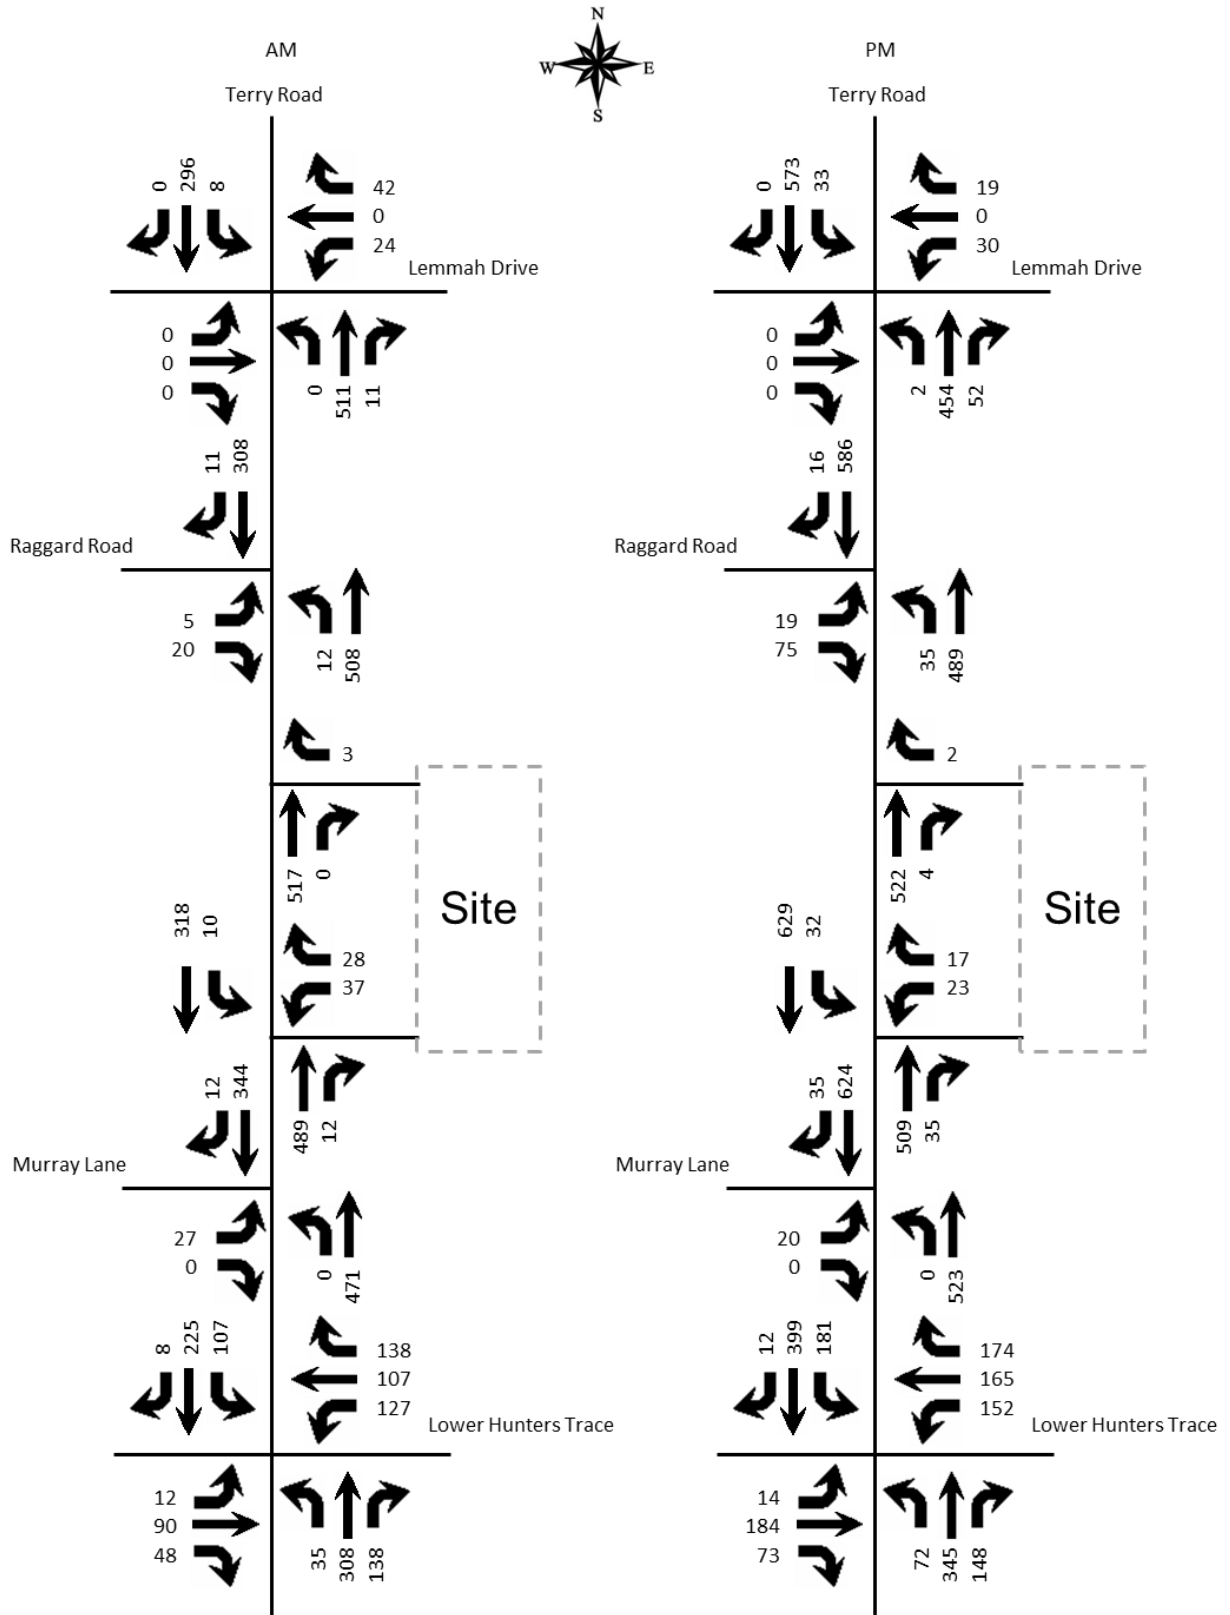 N
W E
S
AM
Terry Road
0 296 8
42
0
24
Lemmah Drive
0
0
0
0 511 11
11 308
Raggard Road
5
20
12 508
3
517 0
Site
318 10
28
37
12 344
489 12
Murray Lane
27
0
0 471
8 225 107
138
107
127
Lower Hunters Trace
12
90
48
35 308 138
PM
Terry Road
0 573 33
19
0
30
Lemmah Drive
0
0
0
2 454 52
16 586
Raggard Road
19
75
35 489
2
522 4
Site
629 32
17
23
35 624
509 35
Murray Lane
20
0
0 523
12 399 181
174
165
152
Lower Hunters Trace
14
184
73
72 345 148